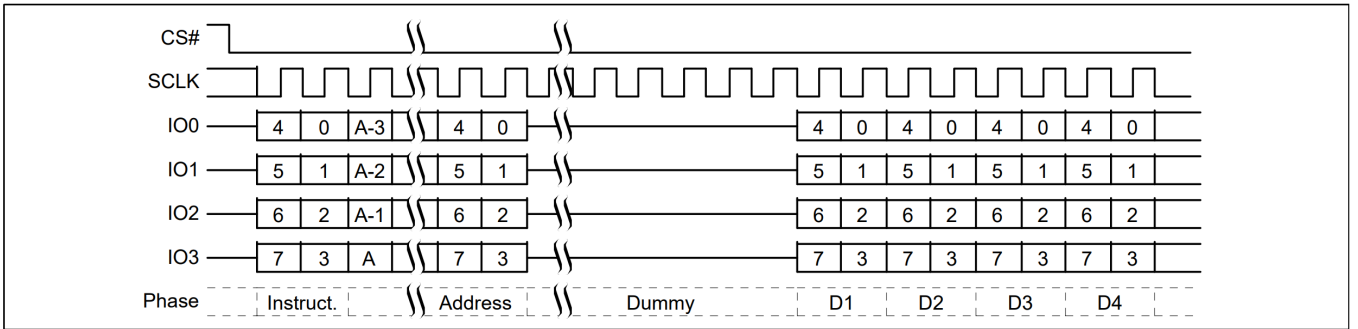 CS#
SCLK
IO0 4 0 A-3 4 0 4 0 4 0 4 0 4 0
IO1 5 1 A-2 5 1 5 1 5 1 5 1 5 1
IO2 6 2 A-1 6 2 6 2 6 2 6 2 6 2
IO3 7 3 A 7 3 7 3 7 3 7 3 7 3
Phase Instruct. Address Dummy D1 D2 D3 D4